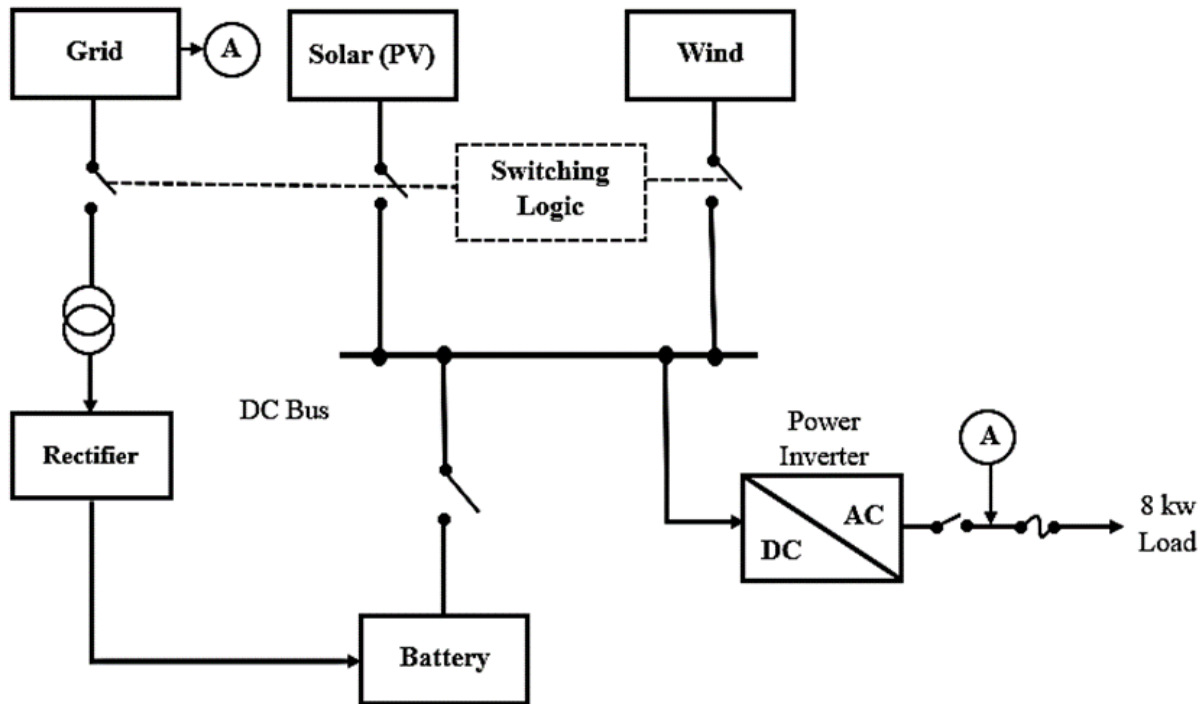 Grid
A
Solar (PV)
Wind
Switching
Logic
DC Bus
Rectifier
Power
Inverter
A
AC
DC
8 kw
Load
Battery